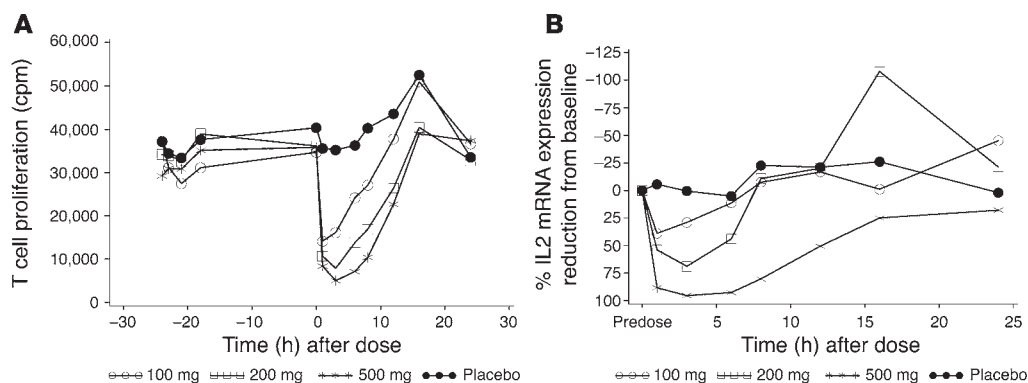 A
T cell proliferation (cpm)
60,000
50,000
40,000
30,000
20,000
10,000
0
–30
–20
–10
0
10
20
30
Time (h) after dose
100 mg
200 mg
500 mg
Placebo
B
% IL2 mRNA expression
reduction from baseline
–125
–100
–75
–50
–25
0
25
50
75
100
Predose
5
10
15
20
25
Time (h) after dose
100 mg
200 mg
500 mg
Placebo